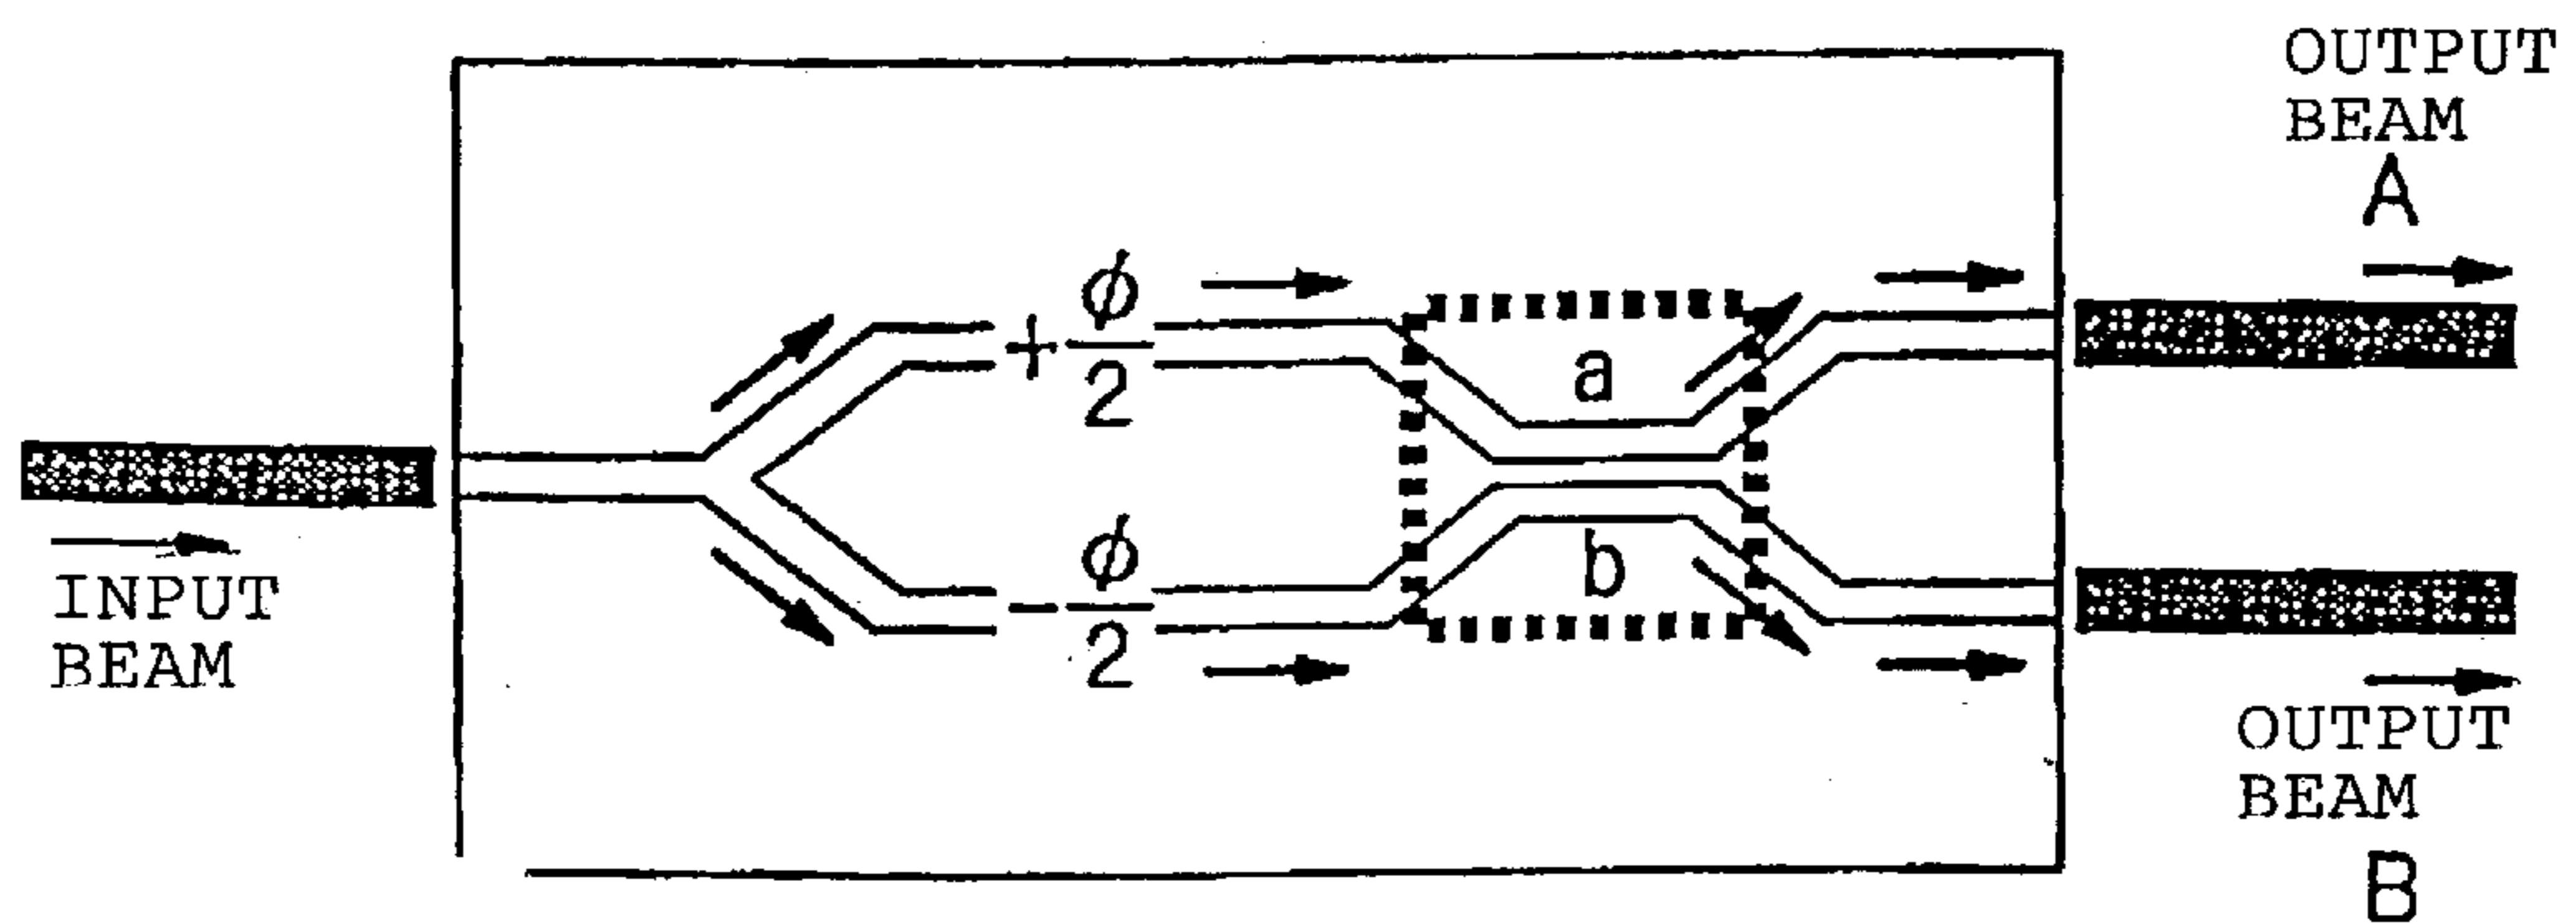 INPUT
BEAM
+ϕ/2
-ϕ/2
a
b
OUTPUT
BEAM
A
OUTPUT
BEAM
B